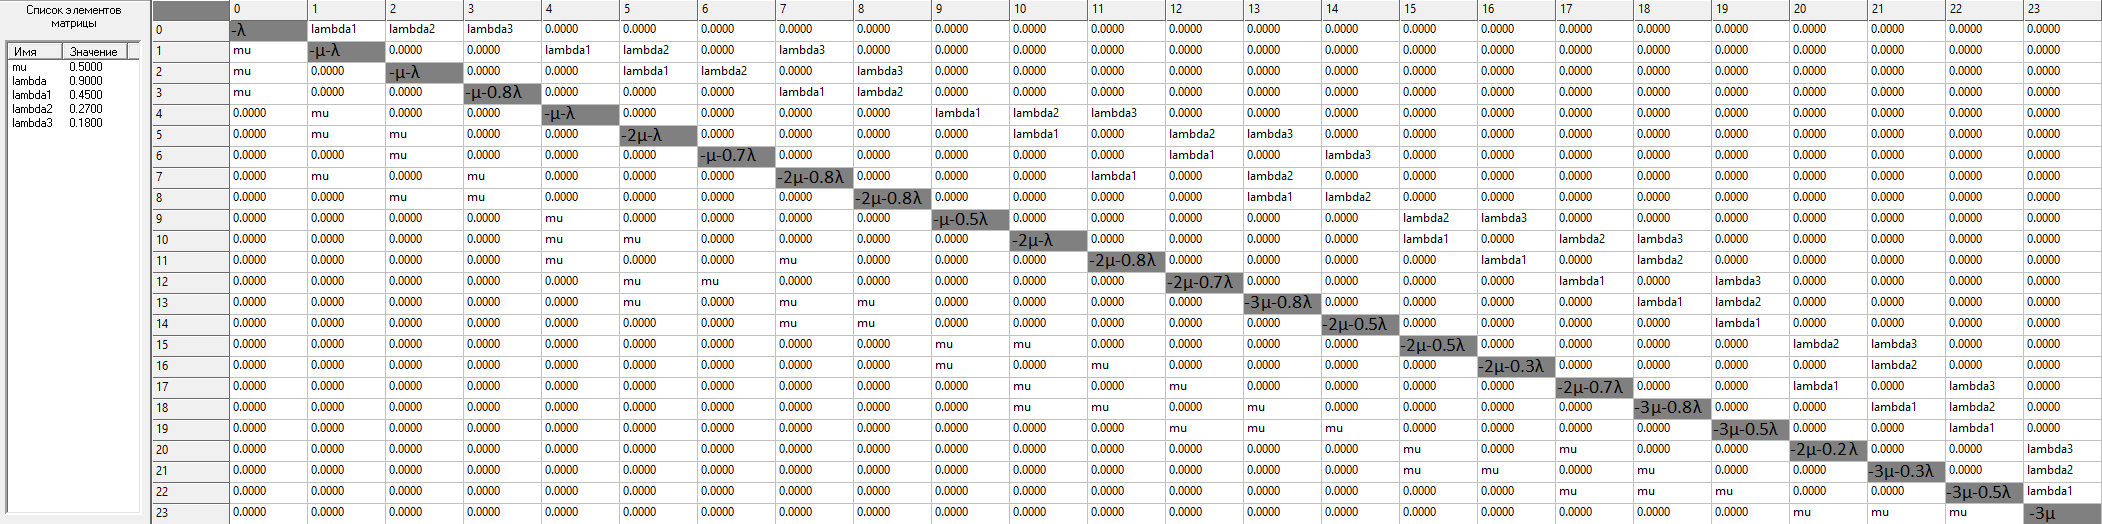 Список элементов
матрицы
Имя Значение
mu 0.5000
lambda 0.9000
lambda1 0.4500
lambda2 0.2700
lambda3 0.1800
0 1 2 3 4 5 6 7 8 9 10 11 12 13 14 15 16 17 18 19 20 21 22 23
0 -λ lambda1 lambda2 lambda3 0.0000 0.0000 0.0000 0.0000 0.0000 0.0000 0.0000 0.0000 0.0000 0.0000 0.0000 0.0000 0.0000 0.0000 0.0000 0.0000 0.0000 0.0000 0.0000 0.0000
1 mu -μ-λ 0.0000 0.0000 lambda1 lambda2 0.0000 lambda3 0.0000 0.0000 0.0000 0.0000 0.0000 0.0000 0.0000 0.0000 0.0000 0.0000 0.0000 0.0000 0.0000 0.0000 0.0000 0.0000
2 mu 0.0000 -μ-λ 0.0000 0.0000 lambda1 lambda2 0.0000 lambda3 0.0000 0.0000 0.0000 0.0000 0.0000 0.0000 0.0000 0.0000 0.0000 0.0000 0.0000 0.0000 0.0000 0.0000 0.0000
3 mu 0.0000 0.0000 -μ-0.8λ 0.0000 0.0000 0.0000 lambda1 lambda2 0.0000 0.0000 0.0000 0.0000 0.0000 0.0000 0.0000 0.0000 0.0000 0.0000 0.0000 0.0000 0.0000 0.0000 0.0000
4 0.0000 mu 0.0000 0.0000 -μ-λ 0.0000 0.0000 0.0000 0.0000 lambda1 lambda2 lambda3 0.0000 0.0000 0.0000 0.0000 0.0000 0.0000 0.0000 0.0000 0.0000 0.0000 0.0000 0.0000
5 0.0000 mu mu 0.0000 0.0000 -2μ-λ 0.0000 0.0000 0.0000 0.0000 lambda1 0.0000 lambda2 lambda3 0.0000 0.0000 0.0000 0.0000 0.0000 0.0000 0.0000 0.0000 0.0000 0.0000
6 0.0000 0.0000 mu 0.0000 0.0000 0.0000 -μ-0.7λ 0.0000 0.0000 0.0000 0.0000 0.0000 lambda1 0.0000 lambda3 0.0000 0.0000 0.0000 0.0000 0.0000 0.0000 0.0000 0.0000 0.0000
7 0.0000 mu 0.0000 mu 0.0000 0.0000 0.0000 -2μ-0.8λ 0.0000 0.0000 0.0000 lambda1 0.0000 lambda2 0.0000 0.0000 0.0000 0.0000 0.0000 0.0000 0.0000 0.0000 0.0000 0.0000
8 0.0000 0.0000 mu mu 0.0000 0.0000 0.0000 0.0000 -2μ-0.8λ 0.0000 0.0000 0.0000 0.0000 lambda1 lambda2 0.0000 0.0000 0.0000 0.0000 0.0000 0.0000 0.0000 0.0000 0.0000
9 0.0000 0.0000 0.0000 0.0000 mu 0.0000 0.0000 0.0000 0.0000 -μ-0.5λ 0.0000 0.0000 0.0000 0.0000 0.0000 lambda2 lambda3 0.0000 0.0000 0.0000 0.0000 0.0000 0.0000 0.0000
10 0.0000 0.0000 0.0000 0.0000 mu mu 0.0000 0.0000 0.0000 0.0000 -2μ-λ 0.0000 0.0000 0.0000 0.0000 lambda1 0.0000 lambda2 lambda3 0.0000 0.0000 0.0000 0.0000 0.0000
11 0.0000 0.0000 0.0000 0.0000 mu 0.0000 0.0000 mu 0.0000 0.0000 0.0000 -2μ-0.8λ 0.0000 0.0000 0.0000 0.0000 lambda1 0.0000 lambda2 0.0000 0.0000 0.0000 0.0000 0.0000
12 0.0000 0.0000 0.0000 0.0000 0.0000 mu mu 0.0000 0.0000 0.0000 0.0000 0.0000 -2μ-0.7λ 0.0000 0.0000 0.0000 0.0000 lambda1 0.0000 lambda3 0.0000 0.0000 0.0000 0.0000
13 0.0000 0.0000 0.0000 0.0000 0.0000 mu 0.0000 mu mu 0.0000 0.0000 0.0000 0.0000 -3μ-0.8λ 0.0000 0.0000 0.0000 0.0000 lambda1 lambda2 0.0000 0.0000 0.0000 0.0000
14 0.0000 0.0000 0.0000 0.0000 0.0000 0.0000 0.0000 mu mu 0.0000 0.0000 0.0000 0.0000 0.0000 -2μ-0.5λ 0.0000 0.0000 0.0000 0.0000 lambda1 0.0000 0.0000 0.0000 0.0000
15 0.0000 0.0000 0.0000 0.0000 0.0000 0.0000 0.0000 0.0000 0.0000 mu mu 0.0000 0.0000 0.0000 0.0000 -2μ-0.5λ 0.0000 0.0000 0.0000 0.0000 lambda2 lambda3 0.0000 0.0000
16 0.0000 0.0000 0.0000 0.0000 0.0000 0.0000 0.0000 0.0000 0.0000 mu 0.0000 mu 0.0000 0.0000 0.0000 0.0000 -2μ-0.3λ 0.0000 0.0000 0.0000 0.0000 lambda2 0.0000 0.0000
17 0.0000 0.0000 0.0000 0.0000 0.0000 0.0000 0.0000 0.0000 0.0000 0.0000 mu 0.0000 mu 0.0000 0.0000 0.0000 0.0000 -2μ-0.7λ 0.0000 0.0000 lambda1 0.0000 lambda3 0.0000
18 0.0000 0.0000 0.0000 0.0000 0.0000 0.0000 0.0000 0.0000 0.0000 0.0000 mu mu 0.0000 mu 0.0000 0.0000 0.0000 0.0000 -3μ-0.8λ 0.0000 0.0000 lambda1 lambda2 0.0000
19 0.0000 0.0000 0.0000 0.0000 0.0000 0.0000 0.0000 0.0000 0.0000 0.0000 0.0000 0.0000 mu mu mu 0.0000 0.0000 0.0000 0.0000 -3μ-0.5λ 0.0000 0.0000 lambda1 0.0000
20 0.0000 0.0000 0.0000 0.0000 0.0000 0.0000 0.0000 0.0000 0.0000 0.0000 0.0000 0.0000 0.0000 0.0000 0.0000 mu 0.0000 mu 0.0000 0.0000 -2μ-0.2λ 0.0000 0.0000 lambda3
21 0.0000 0.0000 0.0000 0.0000 0.0000 0.0000 0.0000 0.0000 0.0000 0.0000 0.0000 0.0000 0.0000 0.0000 0.0000 mu mu 0.0000 mu 0.0000 0.0000 -3μ-0.3λ 0.0000 lambda2
22 0.0000 0.0000 0.0000 0.0000 0.0000 0.0000 0.0000 0.0000 0.0000 0.0000 0.0000 0.0000 0.0000 0.0000 0.0000 0.0000 0.0000 mu mu mu 0.0000 0.0000 -3μ-0.5λ lambda1
23 0.0000 0.0000 0.0000 0.0000 0.0000 0.0000 0.0000 0.0000 0.0000 0.0000 0.0000 0.0000 0.0000 0.0000 0.0000 0.0000 0.0000 0.0000 0.0000 0.0000 mu mu mu -3μ